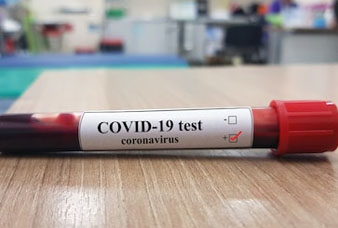 COVID-19 test -
coronavirus +